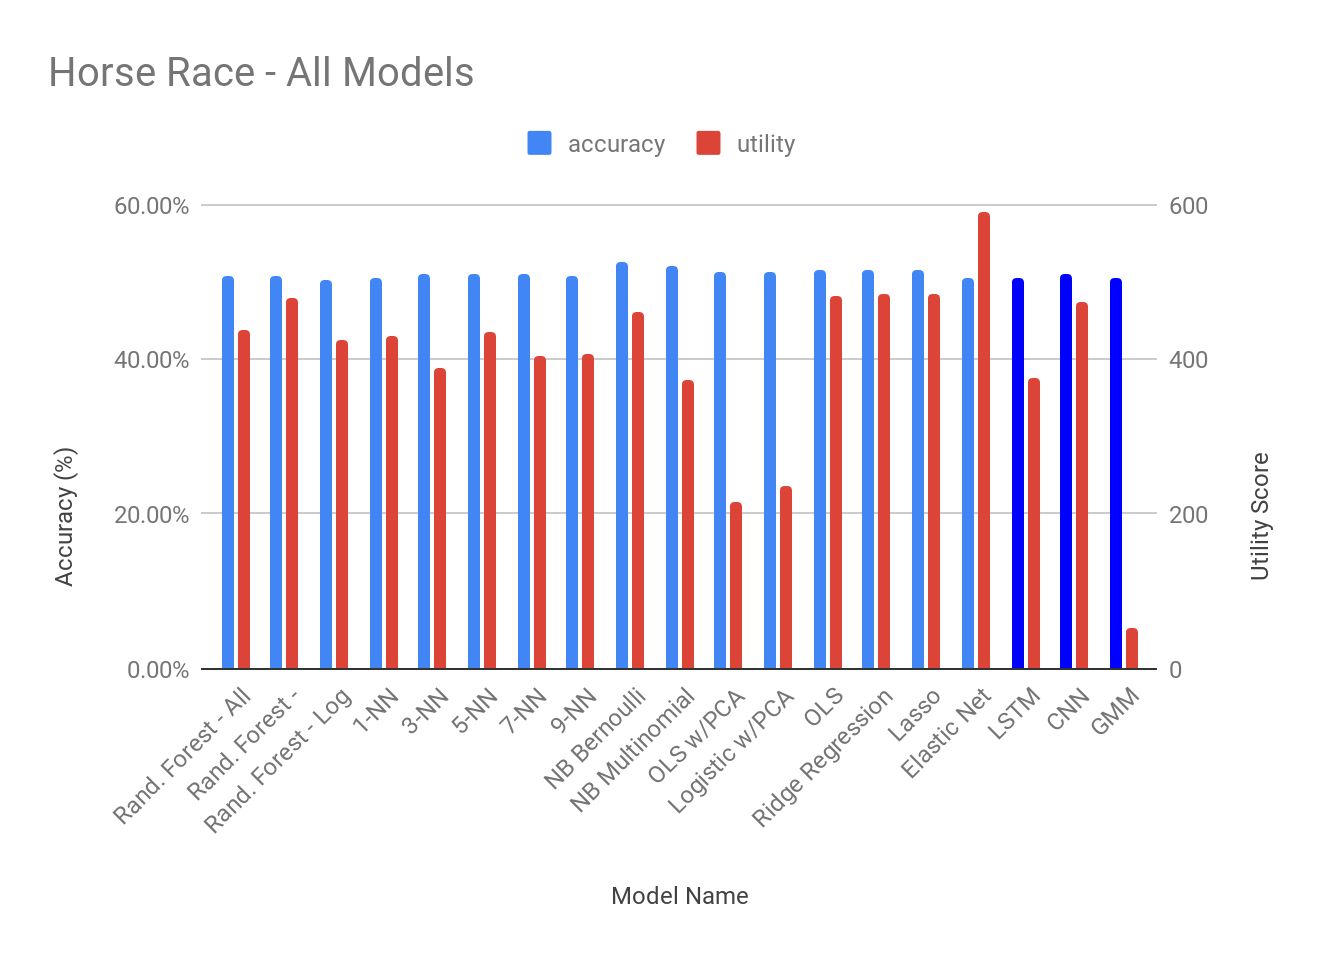 Horse Race - All Models
accuracy utility
60.00% 600
40.00% 400
20.00% 200
0.00% 0
Accuracy (%)
Utility Score
Rand. Forest - All
Rand. Forest -
Rand. Forest - Log
1-NN
3-NN
5-NN
7-NN
9-NN
NB Bernoulli
NB Multinomial
OLS w/PCA
Logistic w/PCA
OLS
Ridge Regression
Lasso
Elastic Net
LSTM
CNN
GMM
Model Name